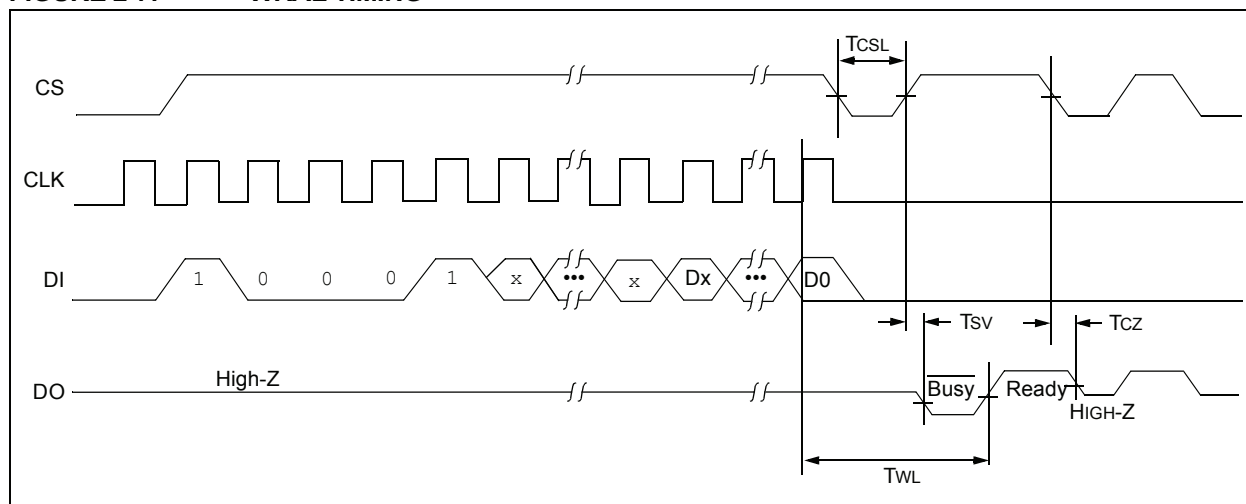 TCSL
CS
CLK
DI 1 0 0 0 1 x ••• x Dx ••• D0
TSV TCZ
High-Z
DO Busy Ready
HIGH-Z
TWL